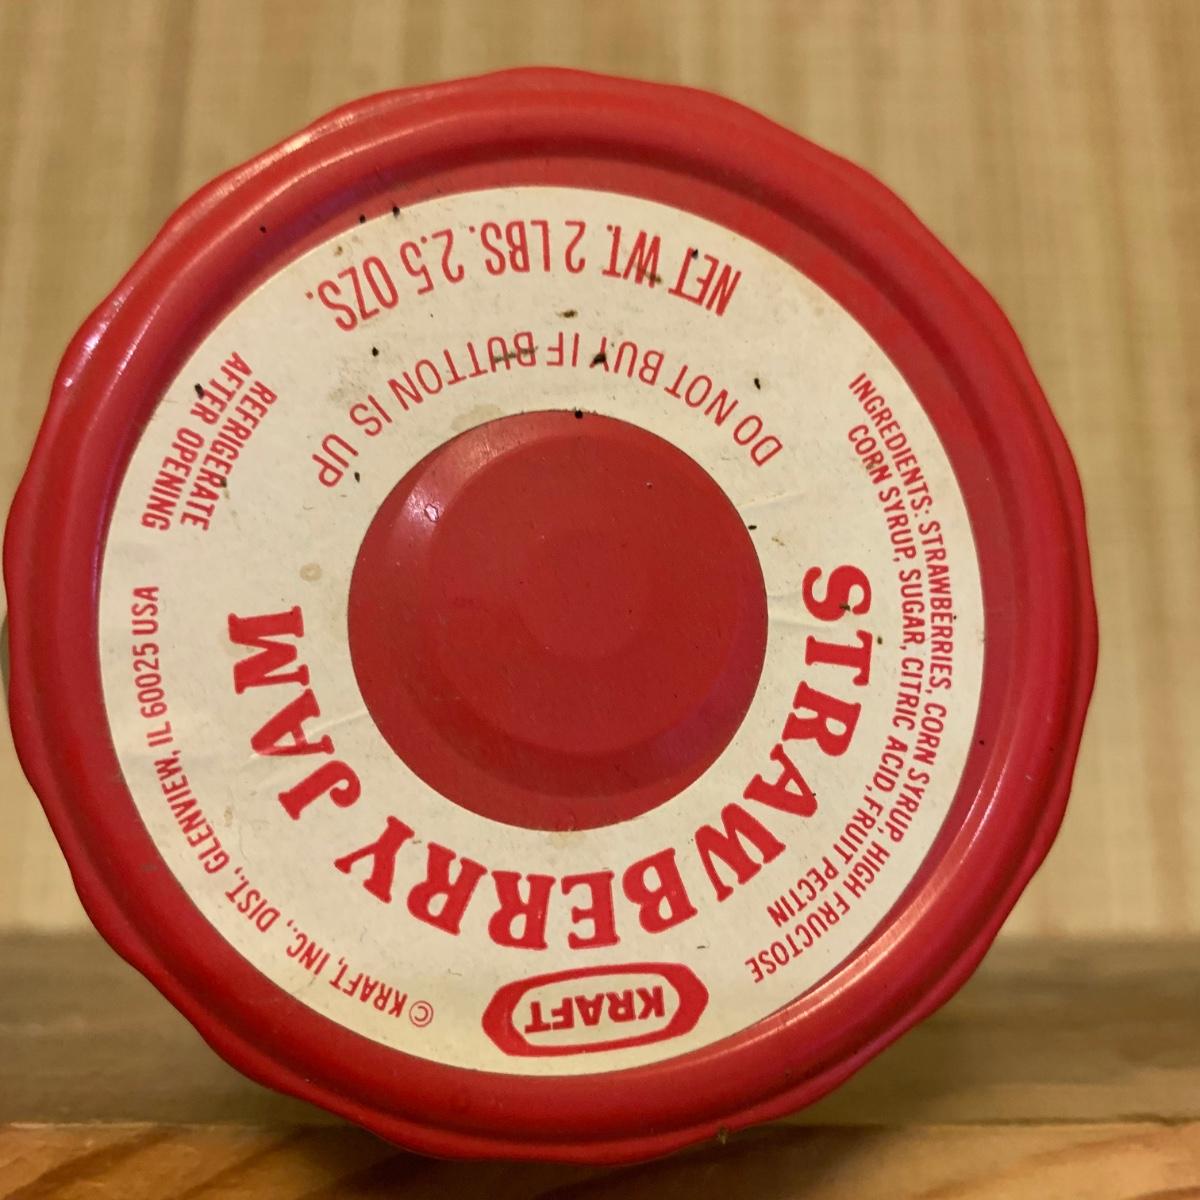 KRAFT
STRAWBERRY JAM
INGREDIENTS: STRAWBERRIES, CORN SYRUP, HIGH FRUCTOSE
CORN SYRUP, SUGAR, CITRIC ACID, FRUIT PECTIN
DO NOT BUY IF BUTTON IS UP
NET WT. 2 LBS. 2.5 OZS.
REFRIGERATE
AFTER OPENING
© KRAFT, INC., DIST., GLENVIEW, IL 60025 USA